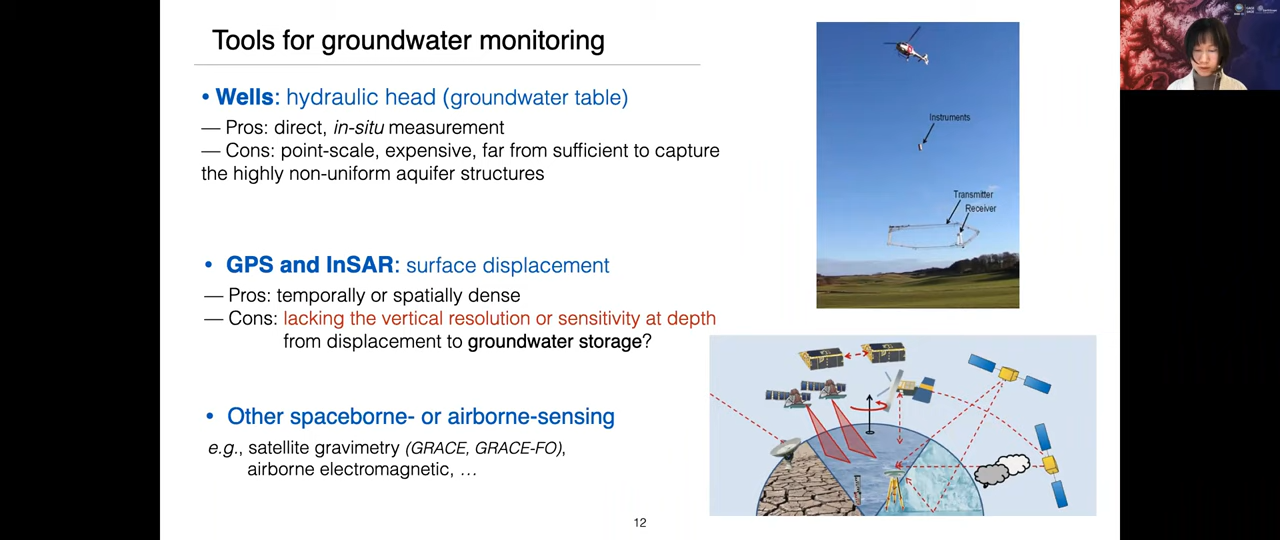 Tools for groundwater monitoring
• Wells: hydraulic head (groundwater table)
— Pros: direct, in-situ measurement
— Cons: point-scale, expensive, far from sufficient to capture
the highly non-uniform aquifer structures
• GPS and InSAR: surface displacement
— Pros: temporally or spatially dense
— Cons: lacking the vertical resolution or sensitivity at depth
from displacement to groundwater storage?
• Other spaceborne- or airborne-sensing
e.g., satellite gravimetry (GRACE, GRACE-FO),
airborne electromagnetic, …
Instruments
Transmitter
Receiver
12